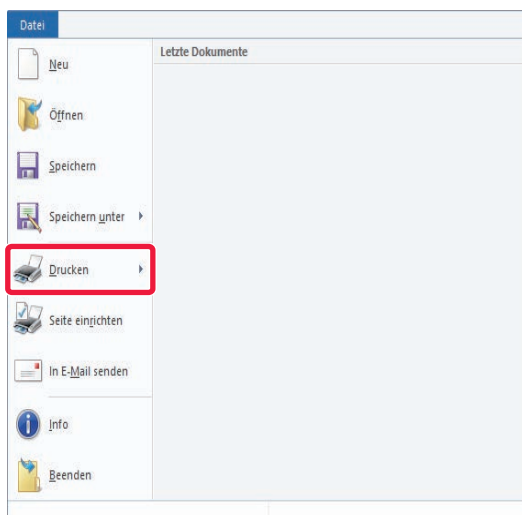 Datei
Letzte Dokumente
Neu
Öffnen
Speichern
Speichern unter
Drucken
Seite einrichten
In E-Mail senden
Info
Beenden